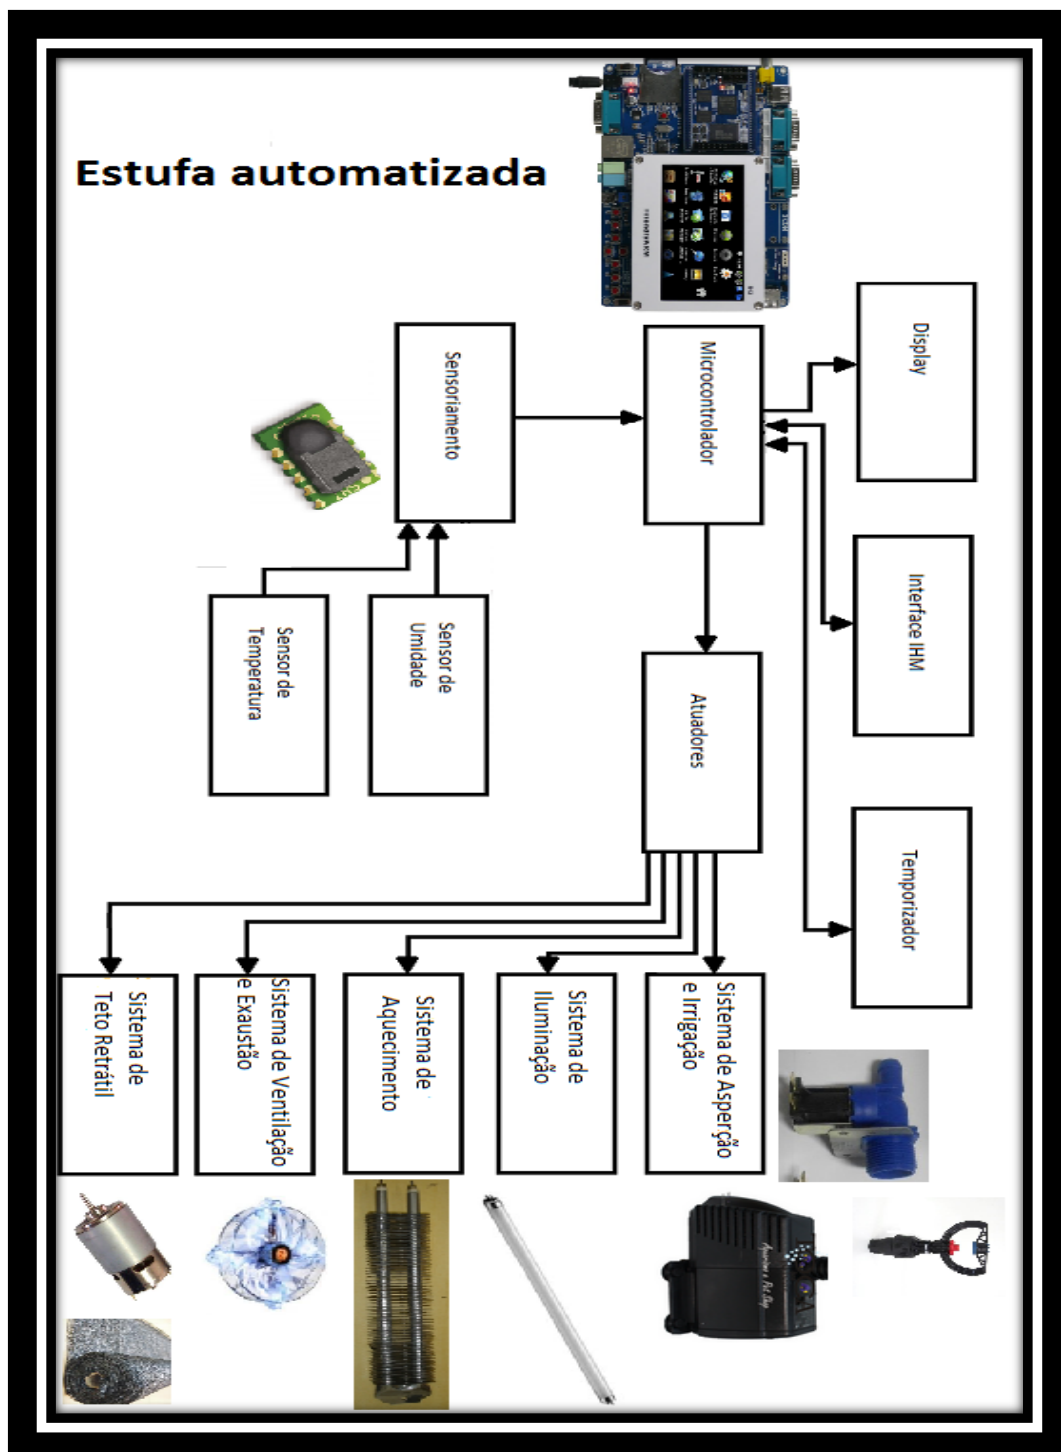 Estufa automatizada
Display
Microcontrolador
Sensoriamento
Interface IHM
Sensor de
Umidade
Sensor de
Temperatura
Atuadores
Temporizador
Sistema de Asperção
e Irrigação
Sistema de
Iluminação
Sistema de
Aquecimento
Sistema de Ventilação
e Exaustão
Sistema de
Teto Retrátil